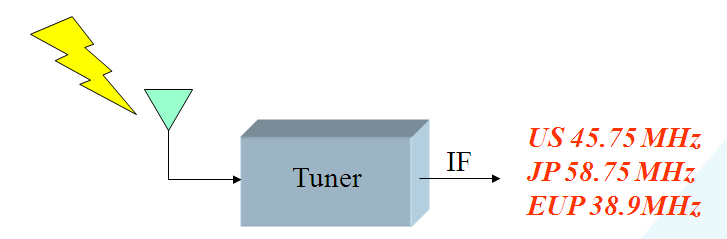 Tuner
IF
US 45.75 MHz
JP 58.75 MHz
EUP 38.9MHz